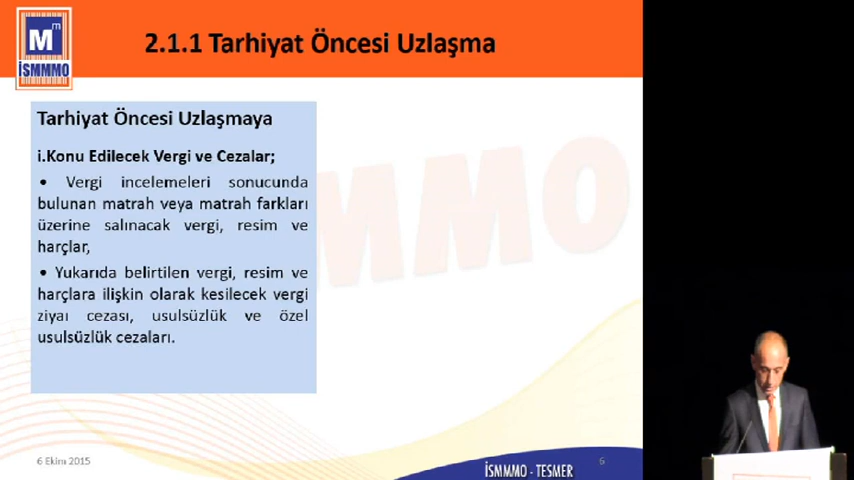 2.1.1 Tarhiyat Öncesi Uzlaşma
M m
İSMMMO
Tarhiyat Öncesi Uzlaşmaya
i.Konu Edilecek Vergi ve Cezalar;
• Vergi incelemeleri sonucunda
bulunan matrah veya matrah farkları
üzerine salınacak vergi, resim ve
harçlar,
• Yukarıda belirtilen vergi, resim ve
harçlara ilişkin olarak kesilecek vergi
ziyaı cezası, usulsüzlük ve özel
usulsüzlük cezaları.
MMO
6 Ekim 2015
İSMMMO - TESMER
6